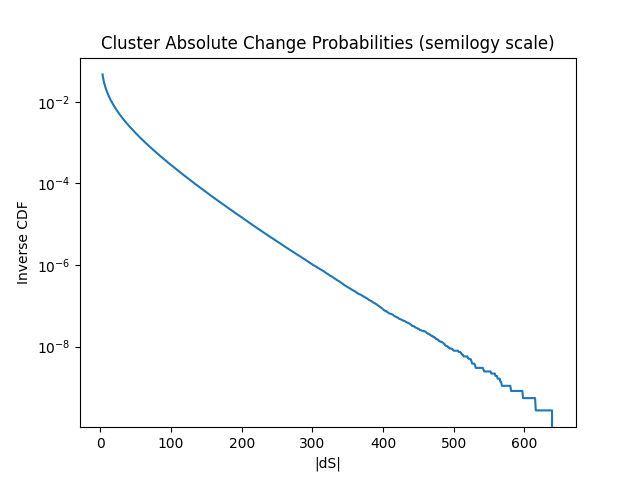 Cluster Absolute Change Probabilities (semilogy scale)
Inverse CDF
10⁻²
10⁻⁴
10⁻⁶
10⁻⁸
0 100 200 300 400 500 600
|dS|